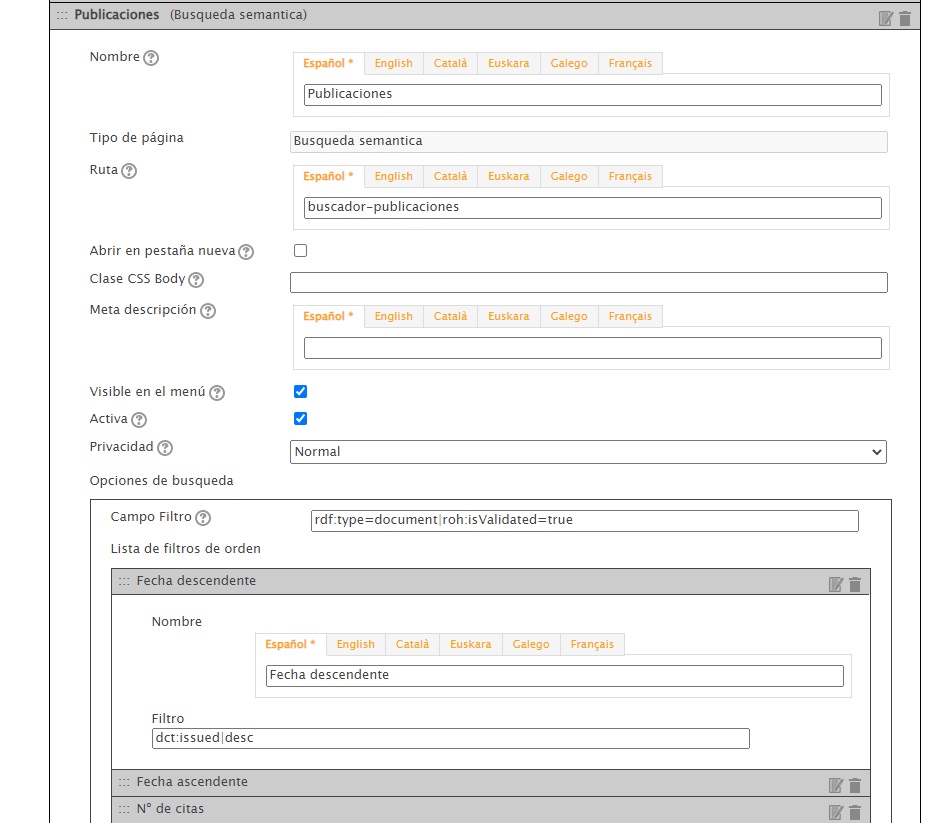 ::: Publicaciones (Busqueda semantica)
Nombre ?
Español * English Català Euskara Galego Français
Publicaciones
Tipo de página
Busqueda semantica
Ruta ?
Español * English Català Euskara Galego Français
buscador-publicaciones
Abrir en pestaña nueva ?
Clase CSS Body ?
Meta descripción ?
Español * English Català Euskara Galego Français
Visible en el menú ?
Activa ?
Privacidad ?
Normal
Opciones de busqueda
Campo Filtro ?
rdf:type=document|roh:isValidated=true
Lista de filtros de orden
::: Fecha descendente
Nombre
Español * English Català Euskara Galego Français
Fecha descendente
Filtro
dct:issued|desc
::: Fecha ascendente
::: N° de citas